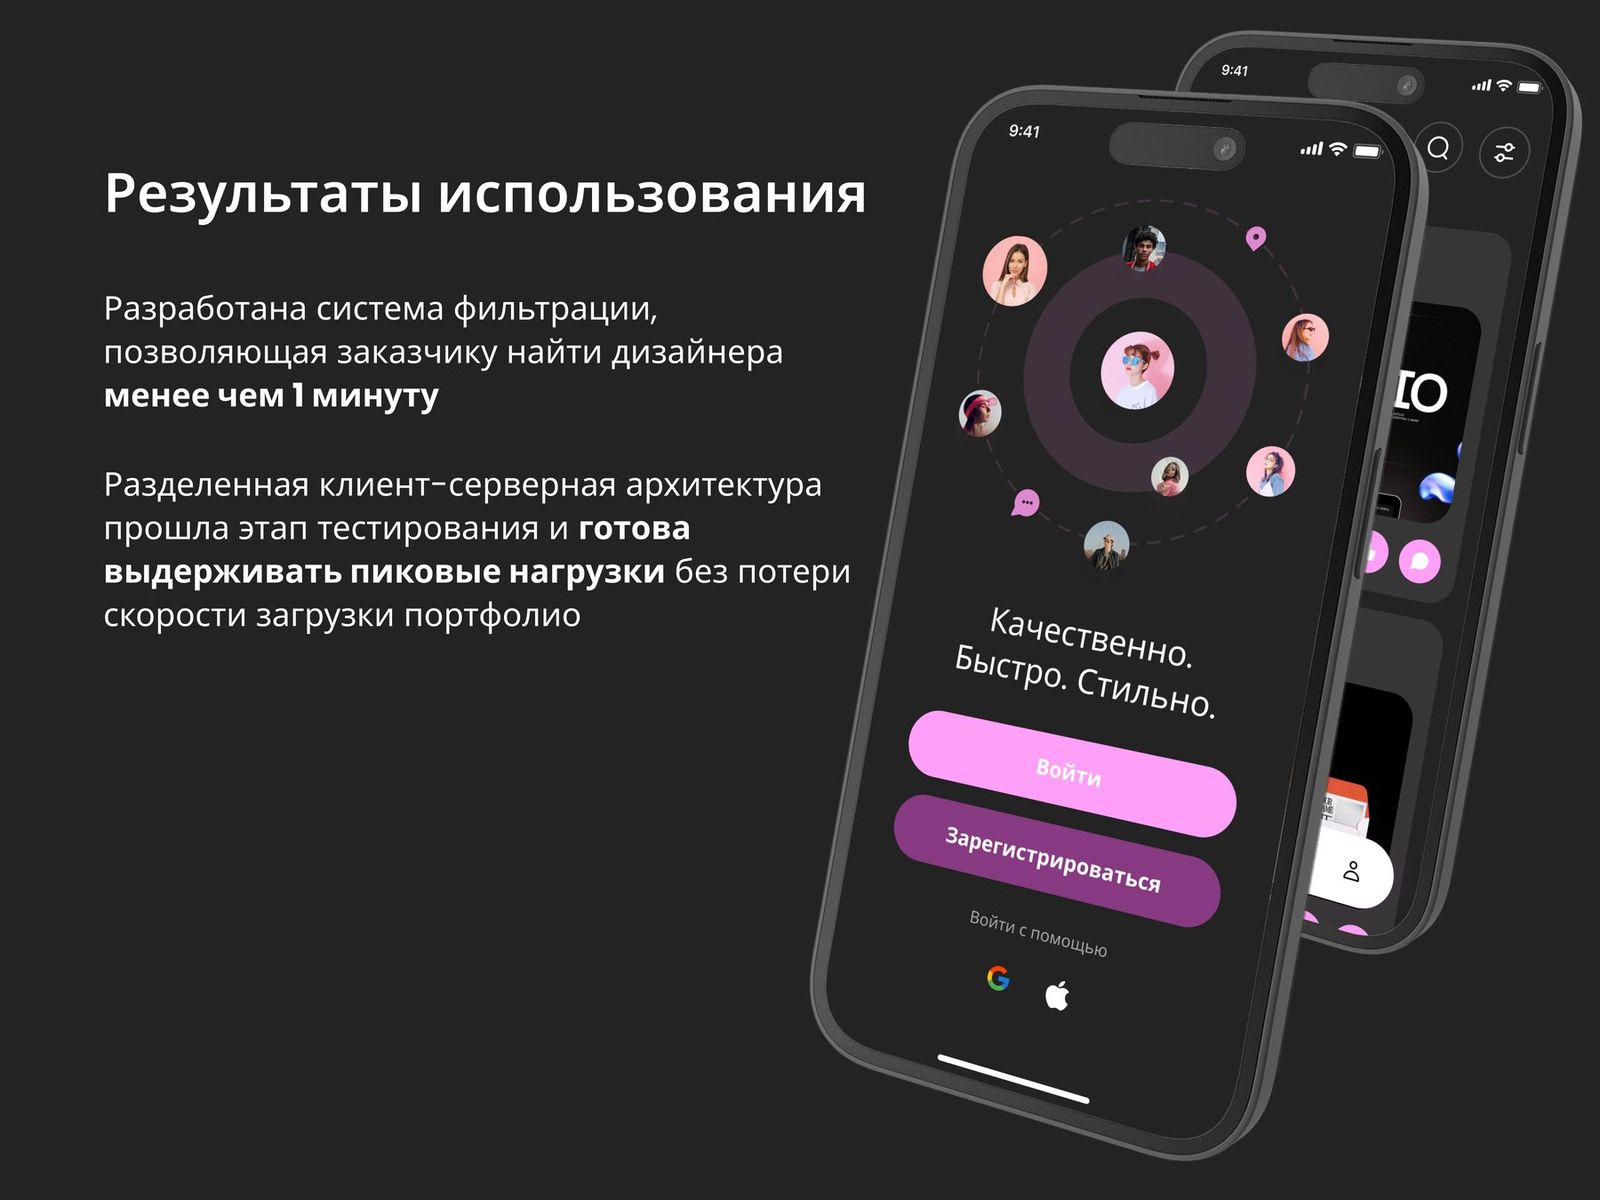 Результаты использования
Разработана система фильтрации,
позволяющая заказчику найти дизайнера
менее чем 1 минуту
Разделенная клиент-серверная архитектура
прошла этап тестирования и готова
выдерживать пиковые нагрузки без потери
скорости загрузки портфолио
9:41
Качественно.
Быстро. Стильно.
Войти
Зарегистрироваться
Войти с помощью
9:41